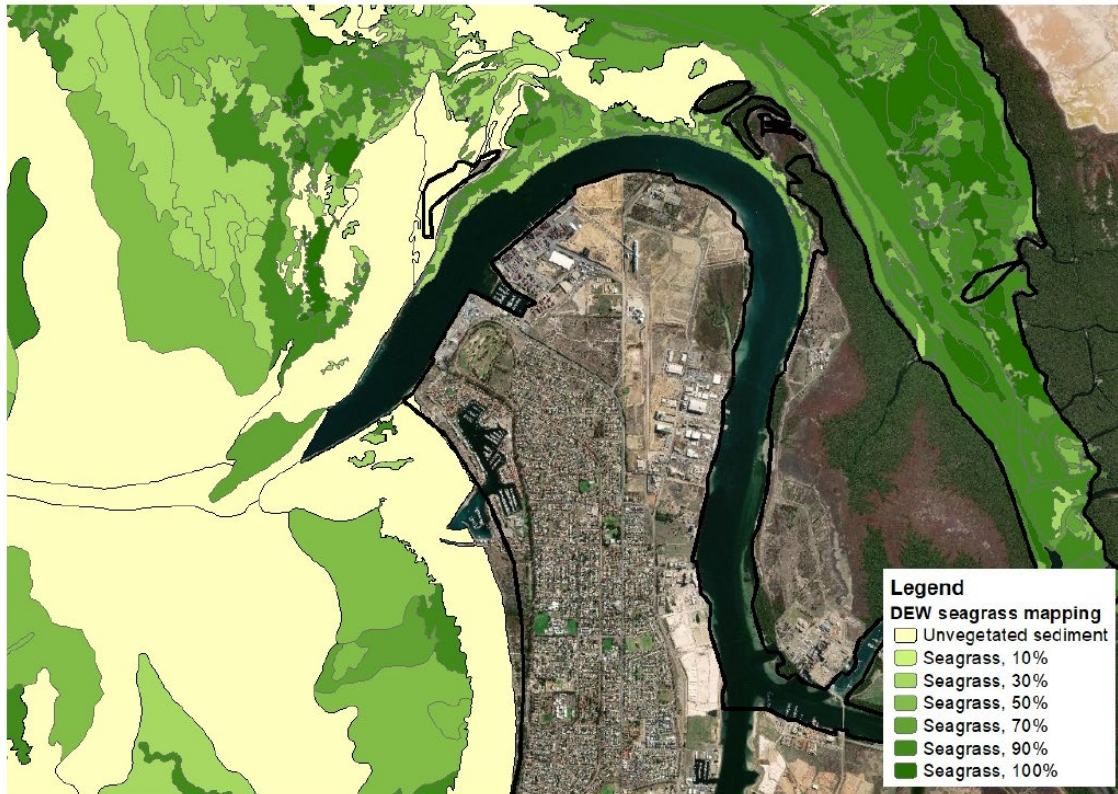 Legend
DEW seagrass mapping
Unvegetated sediment
Seagrass, 10%
Seagrass, 30%
Seagrass, 50%
Seagrass, 70%
Seagrass, 90%
Seagrass, 100%